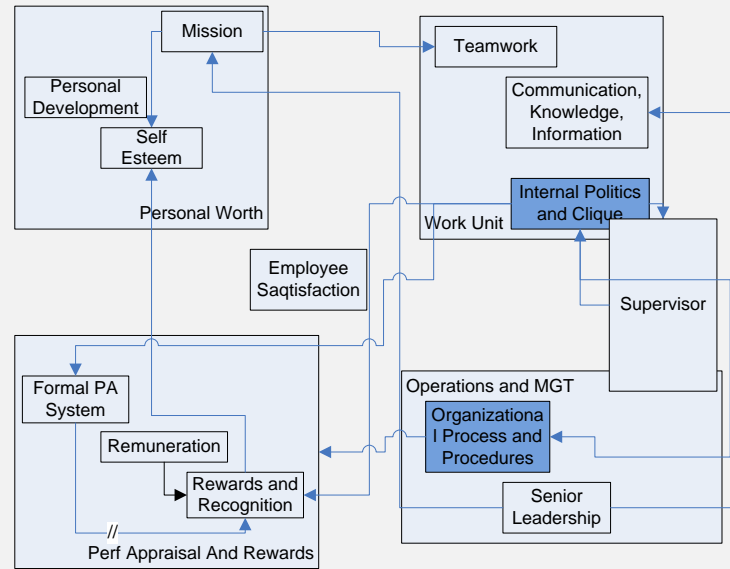 Mission
Personal
Development
Self
Esteem
Personal Worth
Teamwork
Communication,
Knowledge,
Information
Internal Politics
and Clique
Work Unit
Supervisor
Employee
Saqtisfaction
Formal PA
System
Remuneration
Rewards and
Recognition
//
Perf Appraisal And Rewards
Operations and MGT
Organizationa
l Process and
Procedures
Senior
Leadership